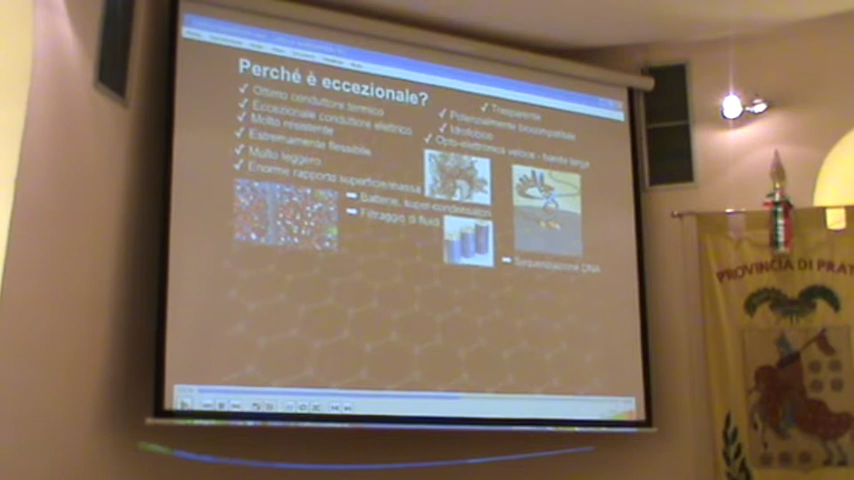 Perché è eccezionale?
✓ Ottimo conduttore termico
✓ Eccezionale conduttore elettrico
✓ Molto resistente
✓ Estremamente flessibile
✓ Molto leggero
✓ Enorme rapporto superficie/massa
✓ Trasparente
✓ Potenzialmente biocompatibile
✓ Idrofobico
✓ Opto-elettronica veloce - banda larga
Batterie, super-condensatori
Filtraggio di fluidi
Sequenziazione DNA
PROVINCIA DI PRAT